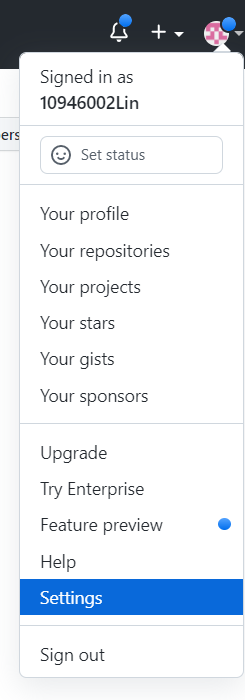 Signed in as
10946002Lin
Set status
Your profile
Your repositories
Your projects
Your stars
Your gists
Your sponsors
Upgrade
Try Enterprise
Feature preview
Help
Settings
Sign out